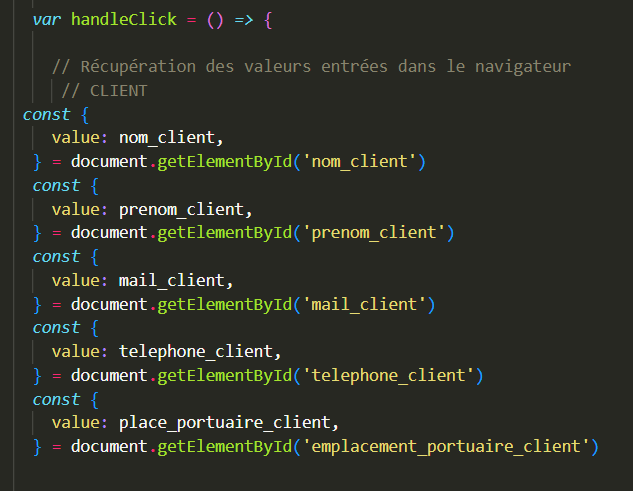 var handleClick = () => {
// Récupération des valeurs entrées dans le navigateur
// CLIENT
const {
value: nom_client,
} = document.getElementById('nom_client')
const {
value: prenom_client,
} = document.getElementById('prenom_client')
const {
value: mail_client,
} = document.getElementById('mail_client')
const {
value: telephone_client,
} = document.getElementById('telephone_client')
const {
value: place_portuaire_client,
} = document.getElementById('emplacement_portuaire_client')